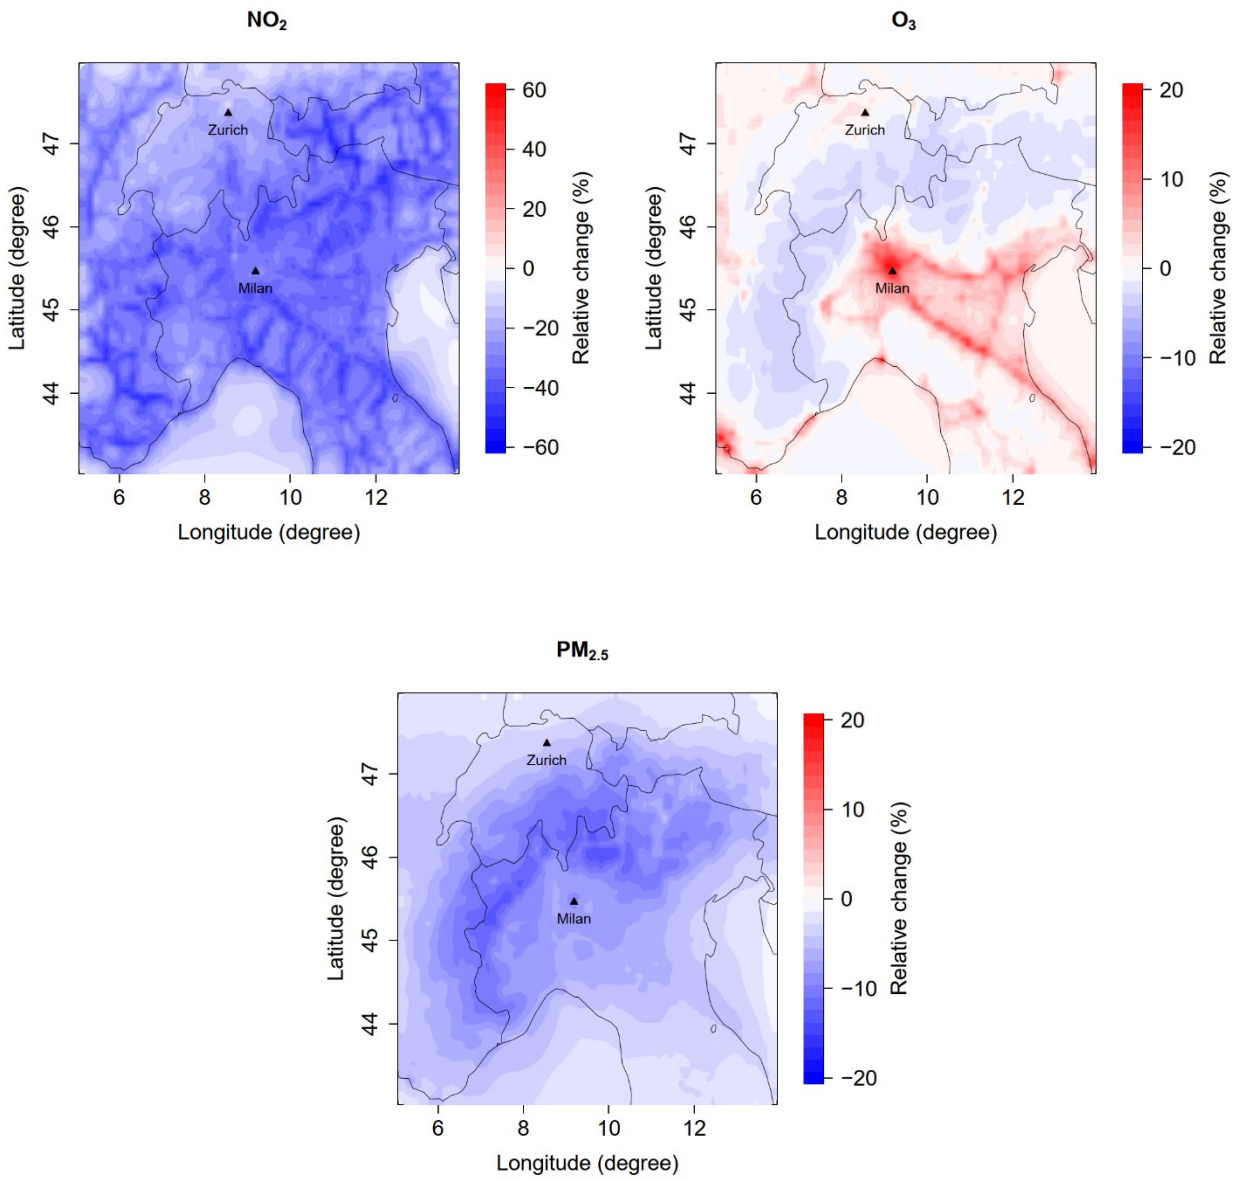 NO₂
Latitude (degree)
47
46
45
44
Zurich
Milan
6 8 10 12
Longitude (degree)
60
40
20
0
−20
−40
−60
Relative change (%)
O₃
Latitude (degree)
47
46
45
44
Zurich
Milan
6 8 10 12
Longitude (degree)
20
10
0
−10
−20
Relative change (%)
PM₂.₅
Latitude (degree)
47
46
45
44
Zurich
Milan
6 8 10 12
Longitude (degree)
20
10
0
−10
−20
Relative change (%)